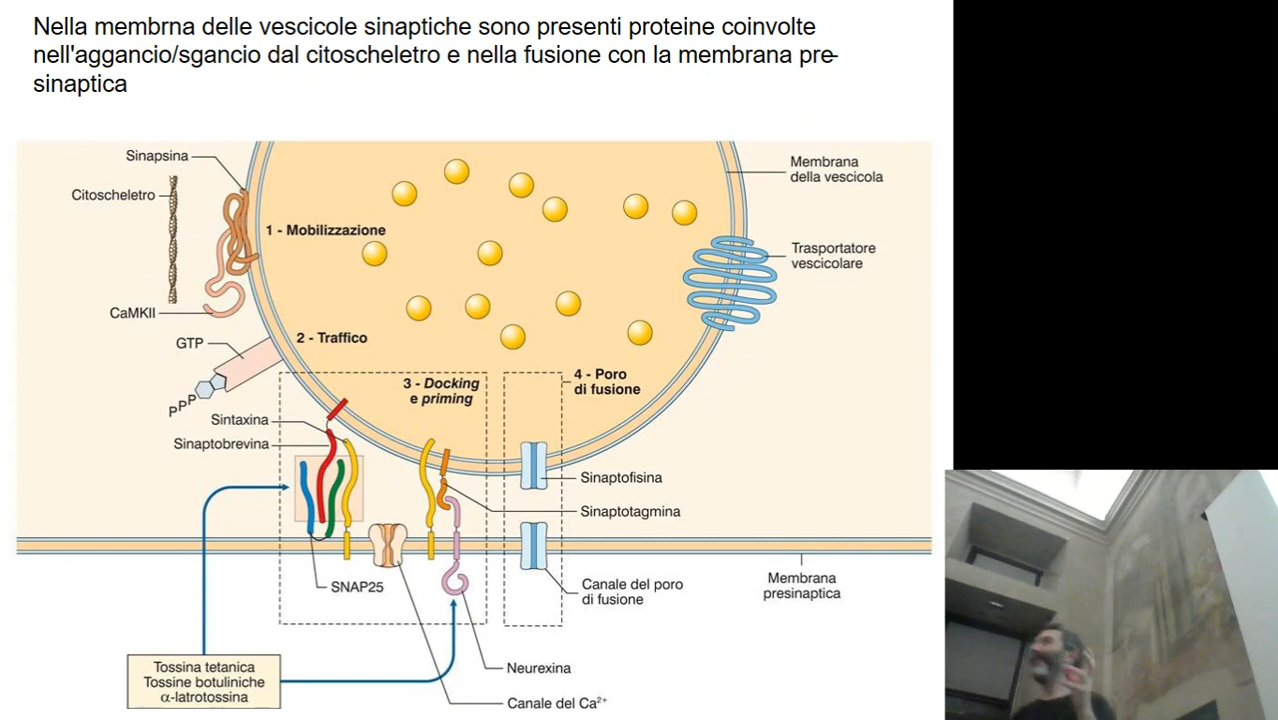 Nella membrna delle vescicole sinaptiche sono presenti proteine coinvolte
nell'aggancio/sgancio dal citoscheletro e nella fusione con la membrana pre-
sinaptica
Sinapsina
Citoscheletro
CaMKII
GTP
PPP
Sintaxina
Sinaptobrevina
1 - Mobilizzazione
2 - Traffico
3 - Docking
e priming
4 - Poro
di fusione
Membrana
della vescicola
Trasportatore
vescicolare
Sinaptofisina
Sinaptotagmina
SNAP25
Canale del poro
di fusione
Membrana
presinaptica
Tossina tetanica
Tossine botuliniche
α-latrotossina
Neurexina
Canale del Ca²⁺